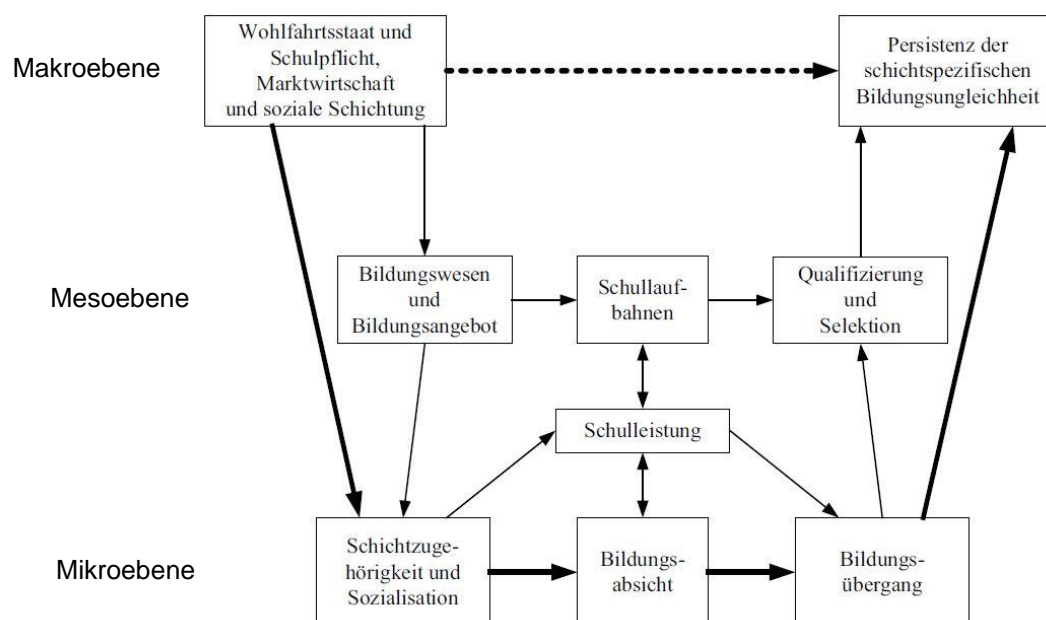 Makroebene
Wohlfahrtsstaat und
Schulpflicht,
Marktwirtschaft
und soziale Schichtung
Persistenz der
schichtspezifischen
Bildungsungleichheit
Mesoebene
Bildungswesen
und
Bildungsangebot
Schullauf-
bahnen
Qualifizierung
und
Selektion
Schulleistung
Mikroebene
Schichtzuge-
hörigkeit und
Sozialisation
Bildungs-
absicht
Bildungs-
übergang